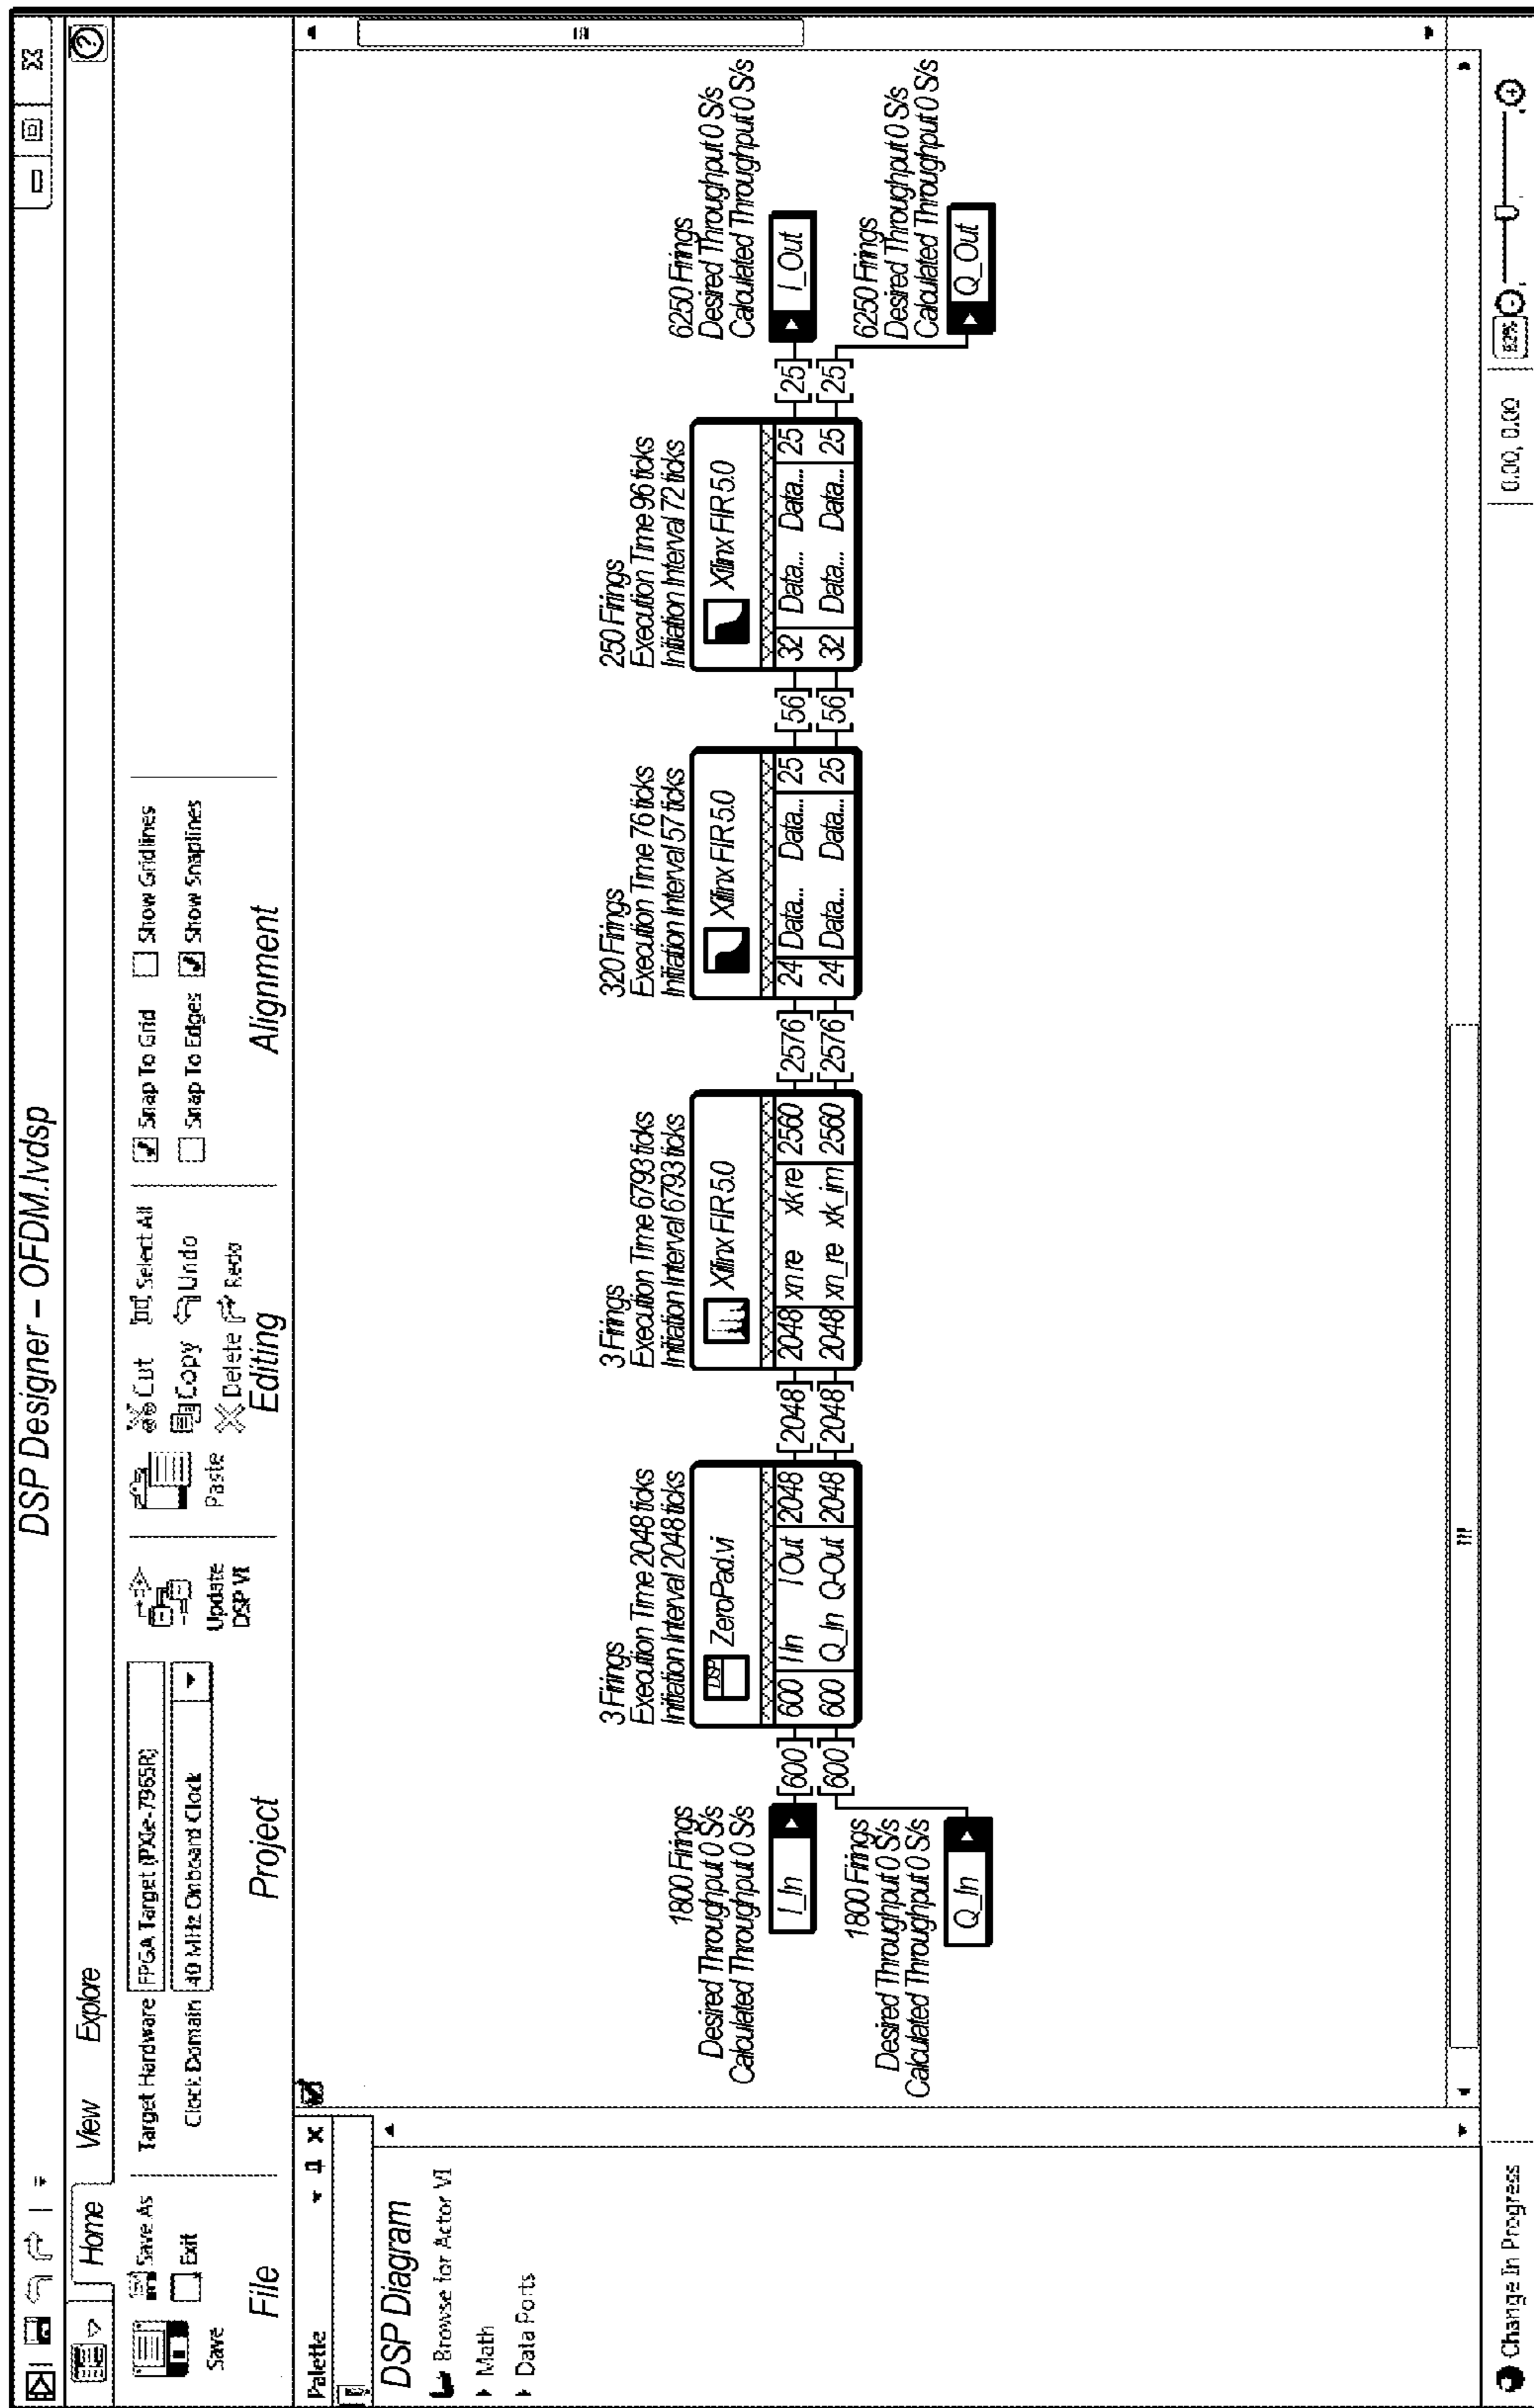 DSP Designer – OFDM.lvdsp
Home View Explore
Save
Save As
Exit
File
Target Hardware FPGA Target (PXIe-7965R)
Clock Domain 40 MHz Onboard Clock
Project
Update
DSP VI
Paste
Cut
Copy
Delete
Select All
Undo
Redo
Editing
Snap To Grid
Show Gridlines
Snap To Edges
Show Snaplines
Alignment
Palette
DSP Diagram
Browse for Actor VI
Math
Data Ports
1800 Firings
Desired Throughput 0 S/s
Calculated Throughput 0 S/s
I_In
1800 Firings
Desired Throughput 0 S/s
Calculated Throughput 0 S/s
Q_In
[600]
[600]
3 Firings
Execution Time 2048 ticks
Initiation Interval 2048 ticks
DSP ZeroPad.vi
600 I In I Out 2048
600 Q_In Q-Out 2048
[2048]
[2048]
3 Firings
Execution Time 6793 ticks
Initiation Interval 6793 ticks
Xilinx FIR 5.0
2048 xn re xk re 2560
2048 xn_re xk_im 2560
[2576]
[2576]
320 Firings
Execution Time 76 ticks
Initiation Interval 57 ticks
Xilinx FIR 5.0
24 Data... Data... 25
24 Data... Data... 25
[56]
[56]
250 Firings
Execution Time 96 ticks
Initiation Interval 72 ticks
Xilinx FIR 5.0
32 Data... Data... 25
32 Data... Data... 25
[25]
[25]
6250 Firings
Desired Throughput 0 S/s
Calculated Throughput 0 S/s
I_Out
6250 Firings
Desired Throughput 0 S/s
Calculated Throughput 0 S/s
Q_Out
Change In Progress
0.00, 0.00